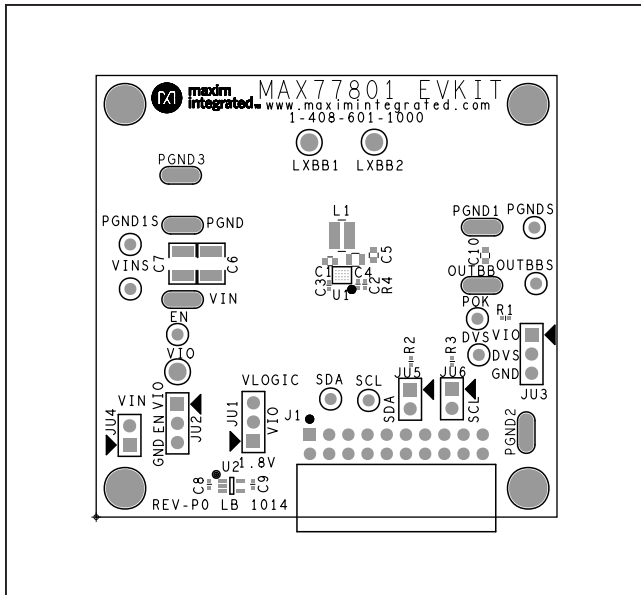 maxim integrated™
MAX77801 EVKIT
www.maximintegrated.com
1-408-601-1000
LXBB1 LXBB2
PGND3
PGND1S PGND
VINS
C7 C6
VIN
EN
VIO
L1
C5
C1 C4
C3 U1 C2 R4
PGND1 PGNDS
C10
OUTBB OUTBBS
POK R1
DVS
VIO
DVS
GND
JU3
R2 R3
JU5 JU6
SDA SCL
SDA SCL
VIN
JU4
GND EN VIO
JU2
VLOGIC
JU1 VIO
1.8V
J1
PGND2
U2
C8 C9
REV-P0 LB 1014